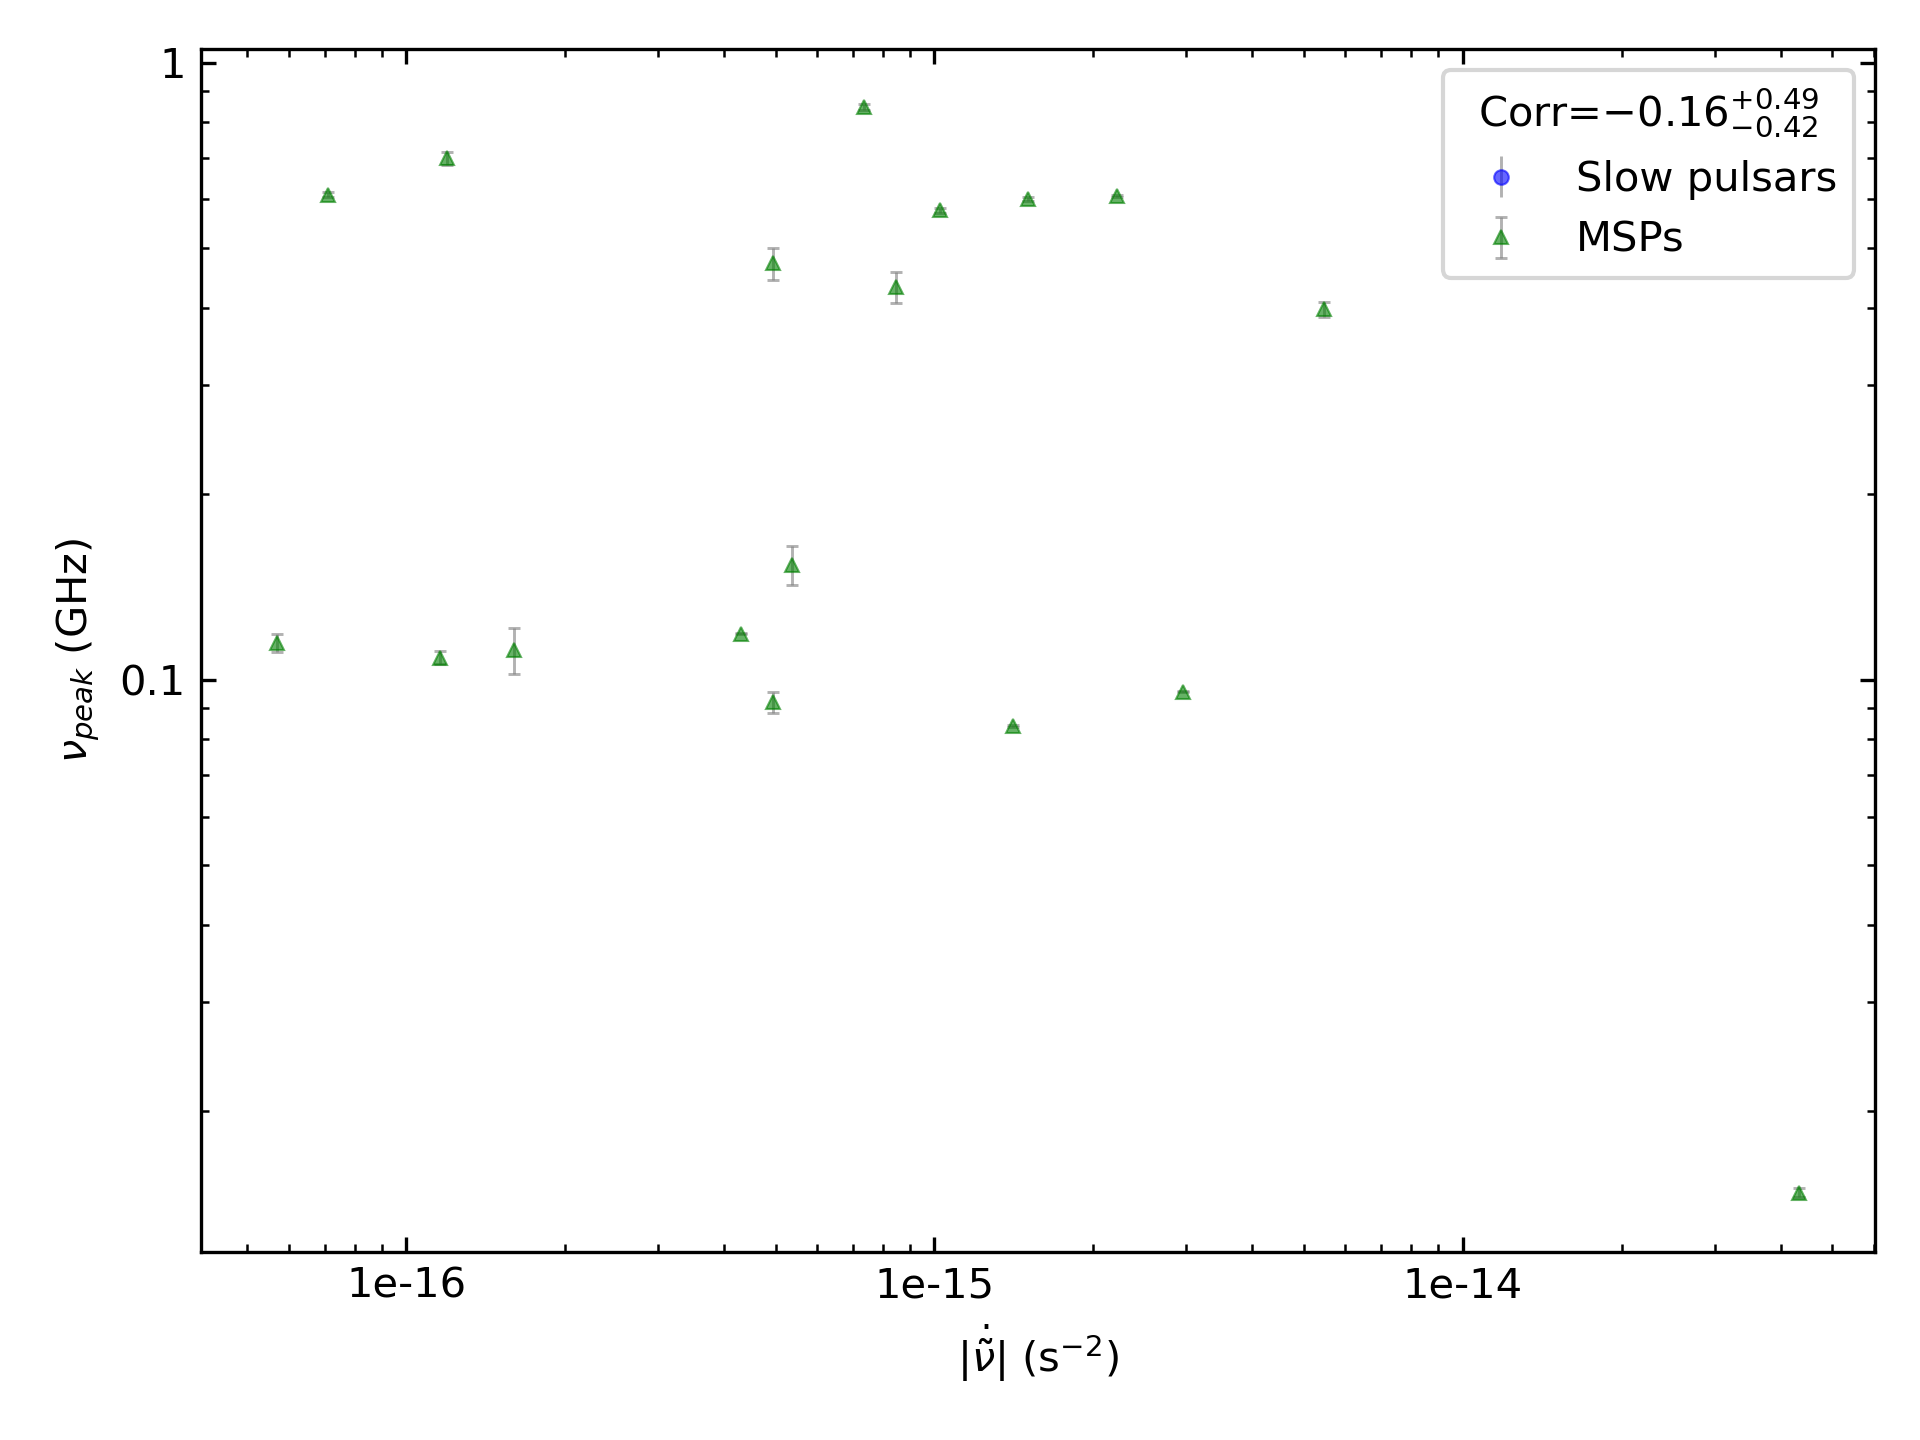 1
Corr=−0.16+0.49−0.42
Slow pulsars
MSPs
ν_peak (GHz)
0.1
1e-16 1e-15 1e-14
|ν̃̇| (s⁻²)